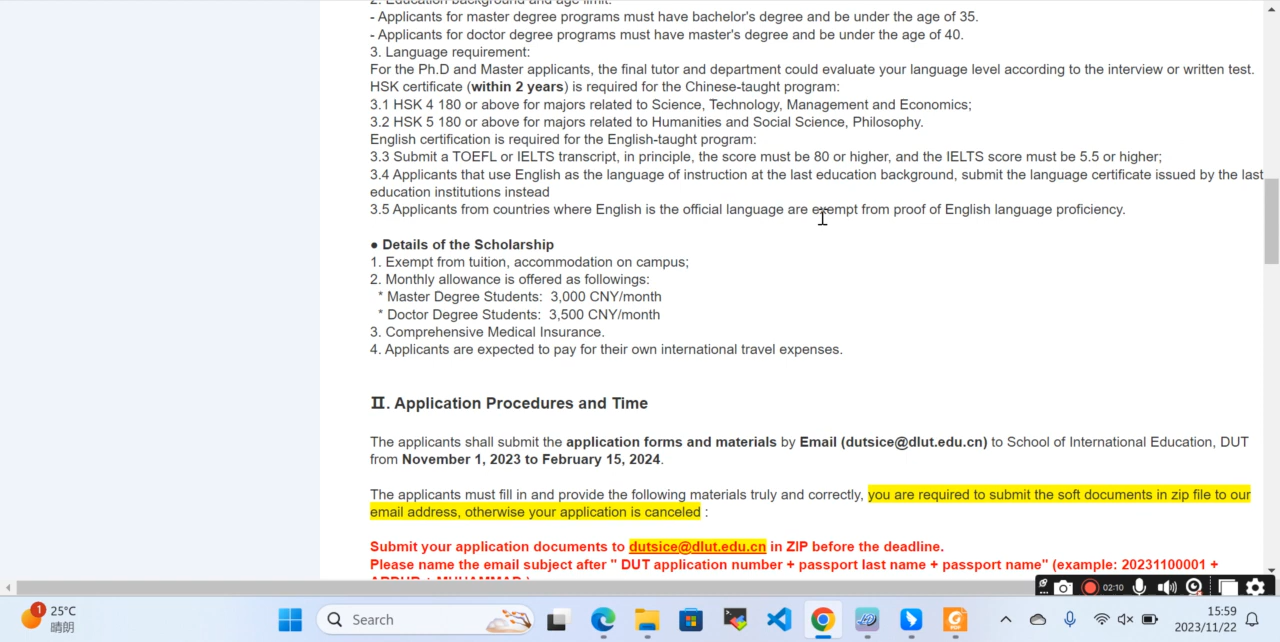 2. Education background and age limit:
- Applicants for master degree programs must have bachelor's degree and be under the age of 35.
- Applicants for doctor degree programs must have master's degree and be under the age of 40.
3. Language requirement:
For the Ph.D and Master applicants, the final tutor and department could evaluate your language level according to the interview or written test.
HSK certificate (within 2 years) is required for the Chinese-taught program:
3.1 HSK 4 180 or above for majors related to Science, Technology, Management and Economics;
3.2 HSK 5 180 or above for majors related to Humanities and Social Science, Philosophy.
English certification is required for the English-taught program:
3.3 Submit a TOEFL or IELTS transcript, in principle, the score must be 80 or higher, and the IELTS score must be 5.5 or higher;
3.4 Applicants that use English as the language of instruction at the last education background, submit the language certificate issued by the last
education institutions instead
3.5 Applicants from countries where English is the official language are exempt from proof of English language proficiency.
● Details of the Scholarship
1. Exempt from tuition, accommodation on campus;
2. Monthly allowance is offered as followings:
* Master Degree Students: 3,000 CNY/month
* Doctor Degree Students: 3,500 CNY/month
3. Comprehensive Medical Insurance.
4. Applicants are expected to pay for their own international travel expenses.
Ⅱ. Application Procedures and Time
The applicants shall submit the application forms and materials by Email (dutsice@dlut.edu.cn) to School of International Education, DUT
from November 1, 2023 to February 15, 2024.
The applicants must fill in and provide the following materials truly and correctly, you are required to submit the soft documents in zip file to our
email address, otherwise your application is canceled :
Submit your application documents to dutsice@dlut.edu.cn in ZIP before the deadline.
Please name the email subject after " DUT application number + passport last name + passport name" (example: 20231100001 +
02:10
1
25°C
晴朗
Search
15:59
2023/11/22